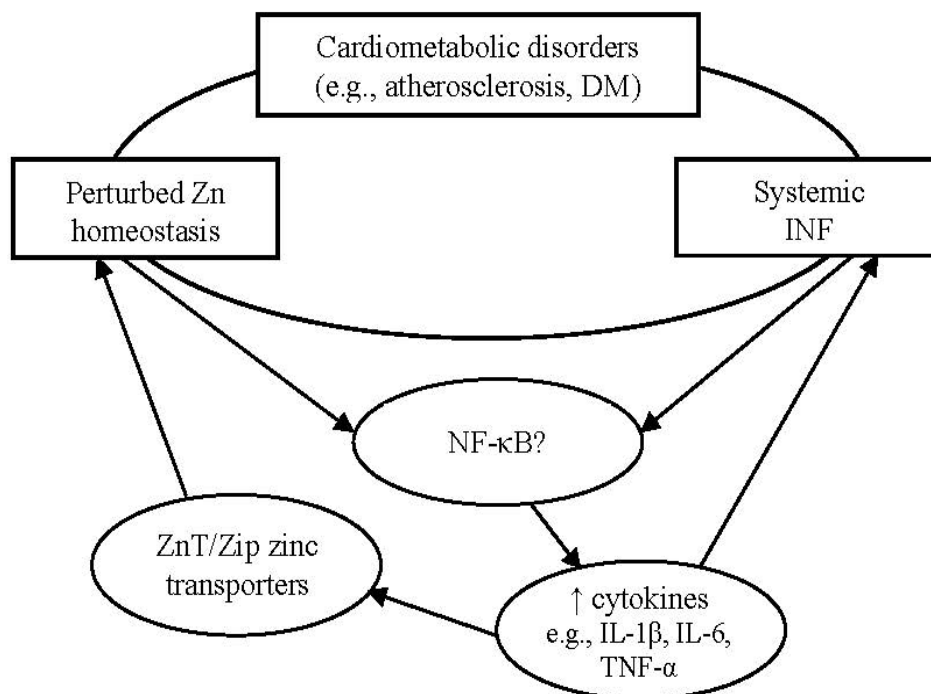 Cardiometabolic disorders
(e.g., atherosclerosis, DM)
Perturbed Zn
homeostasis
Systemic
INF
NF-κB?
ZnT/Zip zinc
transporters
↑ cytokines
e.g., IL-1β, IL-6,
TNF-α